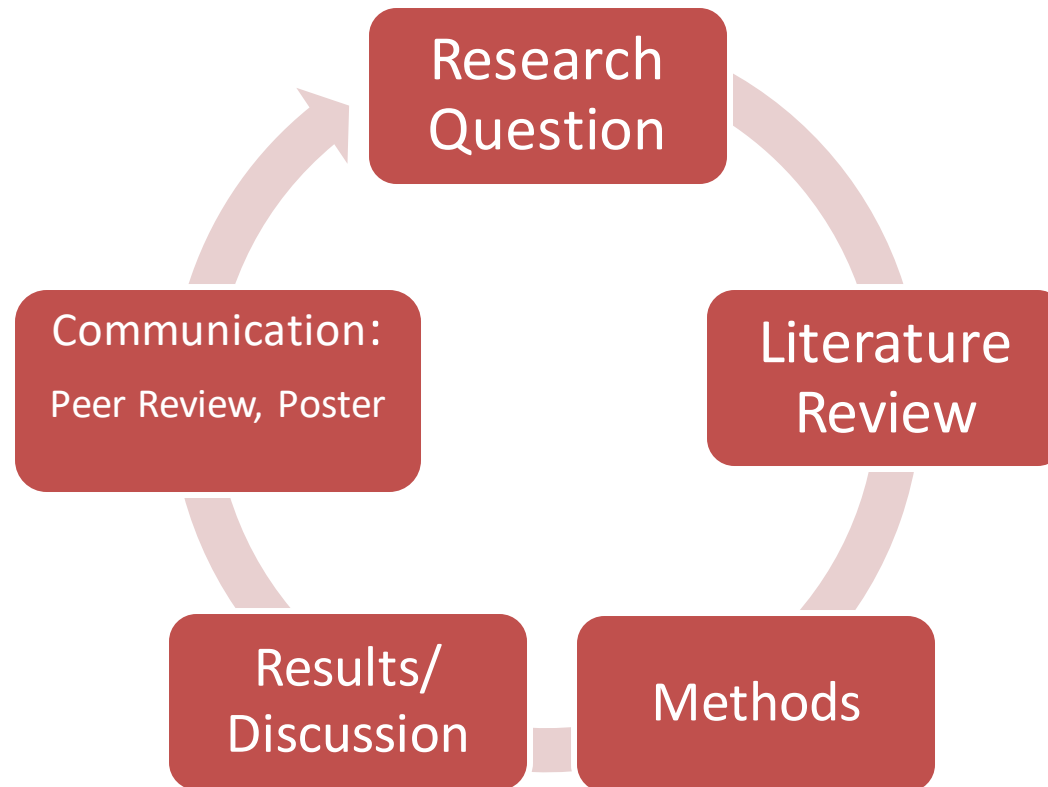 Research
Question
Literature
Review
Methods
Results/
Discussion
Communication:
Peer Review, Poster